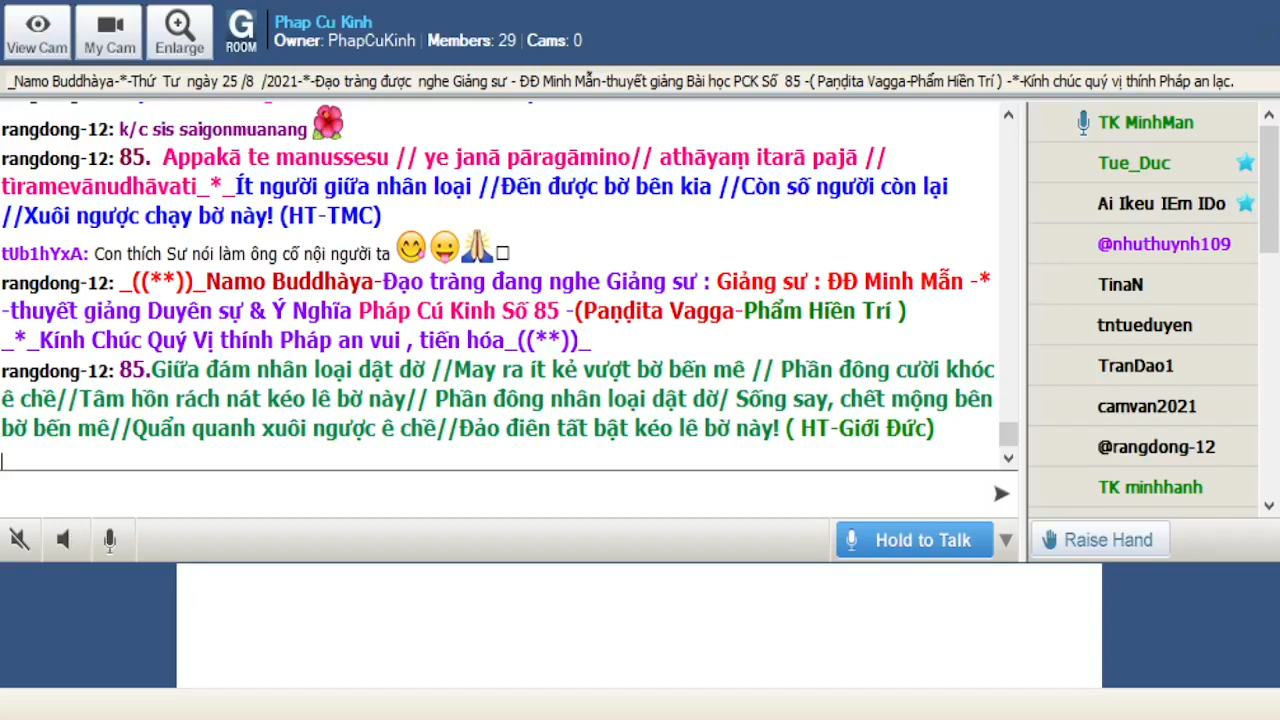 Phap Cu Kinh
View Cam My Cam Enlarge G ROOM Owner: PhapCuKinh Members: 29 Cams: 0
_Namo Buddhàya-*-Thứ Tư ngày 25 /8 /2021-*-Đạo tràng được nghe Giảng sư - ĐĐ Minh Mẫn-thuyết giảng Bài học PCK Số 85 -( Paṇḍita Vagga-Phẩm Hiền Trí ) -*-Kính chúc quý vị thính Pháp an lạc.
rangdong-12: k/c sis saigonmuanang
rangdong-12: 85. Appakā te manussesu // ye janā pāragāmino// athāyaṃ itarā pajā //
tìramevānudhāvati_*_Ít người giữa nhân loại //Đến được bờ bên kia //Còn số người còn lại
//Xuôi ngược chạy bờ này! (HT-TMC)
tUb1hYxA: Con thích Sư nói làm ông cố nội người ta
rangdong-12: _((**))_Namo Buddhàya-Đạo tràng đang nghe Giảng sư : Giảng sư : ĐĐ Minh Mẫn -*
-thuyết giảng Duyên sự & Ý Nghĩa Pháp Cú Kinh Số 85 -(Paṇḍita Vagga-Phẩm Hiền Trí )
_*_Kính Chúc Quý Vị thính Pháp an vui , tiến hóa_((**))_
rangdong-12: 85.Giữa đám nhân loại dật dờ //May ra ít kẻ vượt bờ bến mê // Phần đông cười khóc
ê chề//Tâm hồn rách nát kéo lê bờ này// Phần đông nhân loại dật dờ/ Sống say, chết mộng bên
bờ bến mê//Quẩn quanh xuôi ngược ê chề//Đảo điên tất bật kéo lê bờ này! ( HT-Giới Đức)
TK MinhMan
Tue_Duc
Ai Ikeu IEm IDo
@nhuthuynh109
TinaN
tntueduyen
TranDao1
camvan2021
@rangdong-12
TK minhhanh
Hold to Talk
Raise Hand